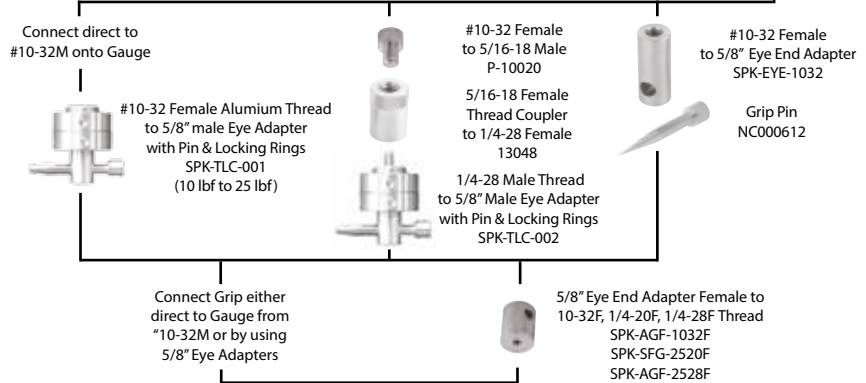 Connect direct to
#10-32M onto Gauge
#10-32 Female Alumium Thread
to 5/8” male Eye Adapter
with Pin & Locking Rings
SPK-TLC-001
(10 lbf to 25 lbf)
#10-32 Female
to 5/16-18 Male
P-10020
5/16-18 Female
Thread Coupler
to 1/4-28 Female
13048
1/4-28 Male Thread
to 5/8” Male Eye Adapter
with Pin & Locking Rings
SPK-TLC-002
#10-32 Female
to 5/8” Eye End Adapter
SPK-EYE-1032
Grip Pin
NC000612
Connect Grip either
direct to Gauge from
“10-32M or by using
5/8” Eye Adapters
5/8” Eye End Adapter Female to
10-32F, 1/4-20F, 1/4-28F Thread
SPK-AGF-1032F
SPK-SFG-2520F
SPK-AGF-2528F